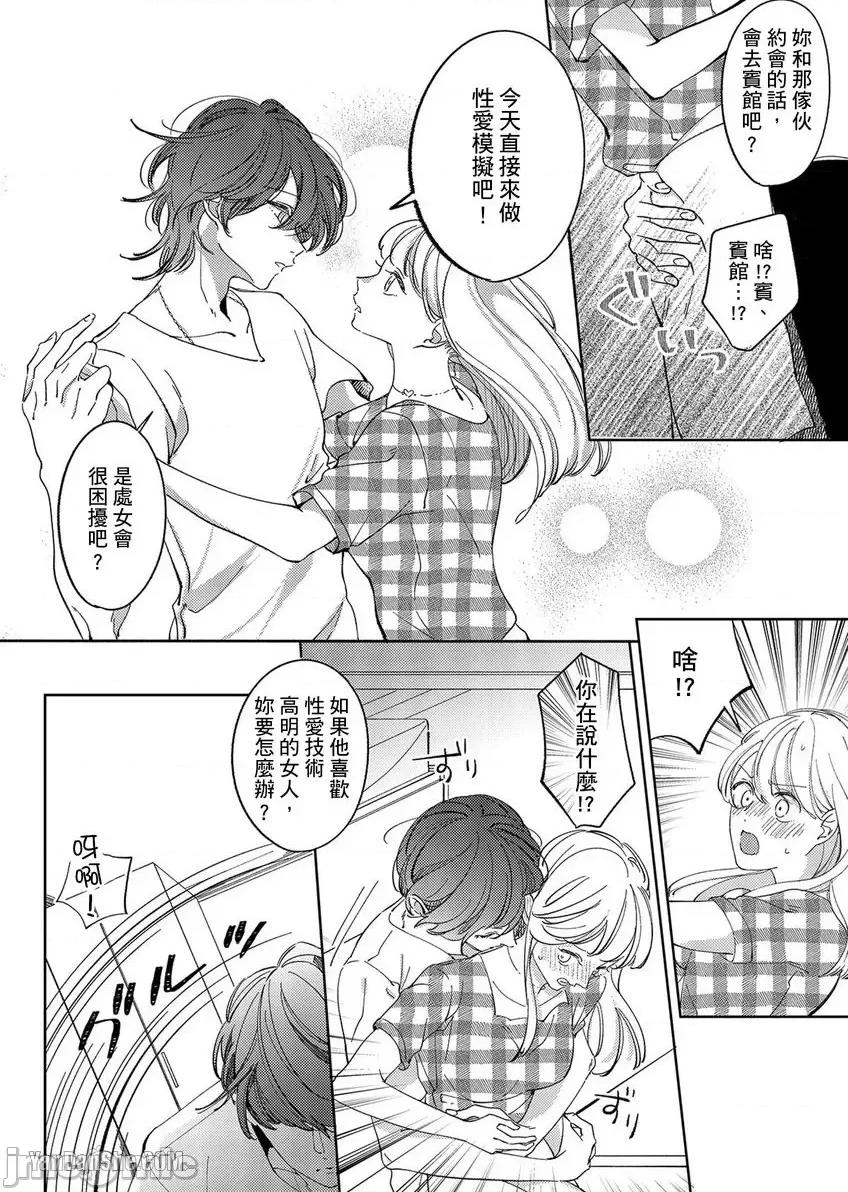 妳和那傢伙
約會的話，
會去賓館吧？
啥!?賓、
賓館…!?
ぐいっ
今天直接來做
性愛模擬吧！
是處女會
很困擾吧？
啥!?
你在說什麼!?
ずり
ずり
如果他喜歡
性愛技術
高明的女人，
妳要怎麼辦？
呀啊！
グルッ
YanDanShe.COM